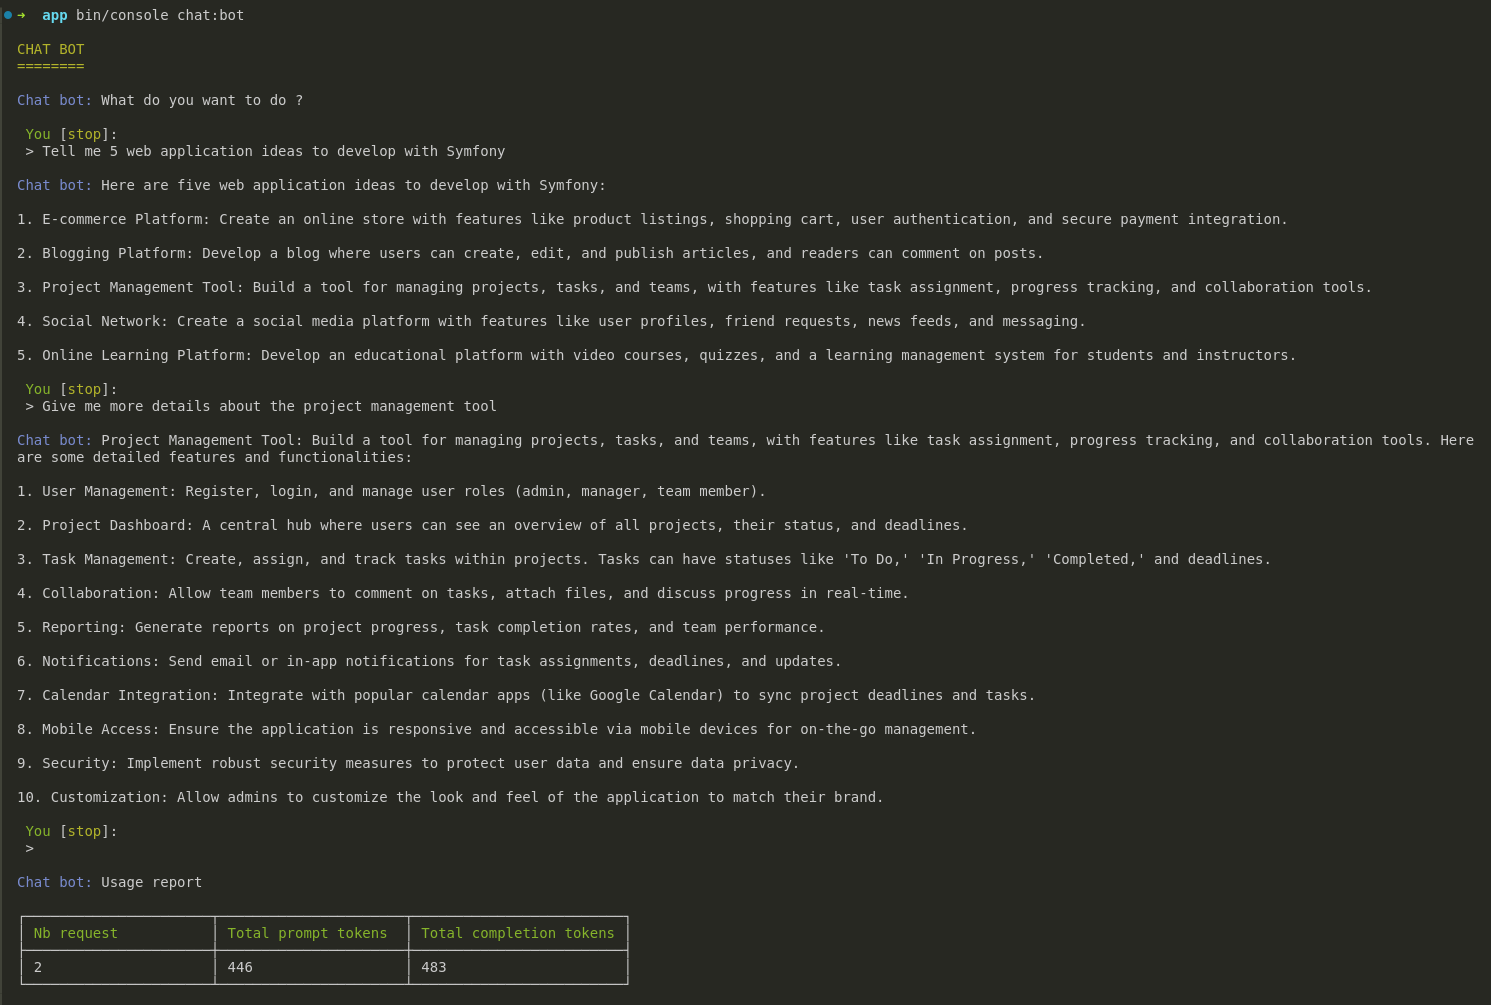 ➜  app bin/console chat:bot
CHAT BOT
========
Chat bot: What do you want to do ?
You [stop]:
> Tell me 5 web application ideas to develop with Symfony
Chat bot: Here are five web application ideas to develop with Symfony:
1. E-commerce Platform: Create an online store with features like product listings, shopping cart, user authentication, and secure payment integration.
2. Blogging Platform: Develop a blog where users can create, edit, and publish articles, and readers can comment on posts.
3. Project Management Tool: Build a tool for managing projects, tasks, and teams, with features like task assignment, progress tracking, and collaboration tools.
4. Social Network: Create a social media platform with features like user profiles, friend requests, news feeds, and messaging.
5. Online Learning Platform: Develop an educational platform with video courses, quizzes, and a learning management system for students and instructors.
You [stop]:
> Give me more details about the project management tool
Chat bot: Project Management Tool: Build a tool for managing projects, tasks, and teams, with features like task assignment, progress tracking, and collaboration tools. Here
are some detailed features and functionalities:
1. User Management: Register, login, and manage user roles (admin, manager, team member).
2. Project Dashboard: A central hub where users can see an overview of all projects, their status, and deadlines.
3. Task Management: Create, assign, and track tasks within projects. Tasks can have statuses like 'To Do,' 'In Progress,' 'Completed,' and deadlines.
4. Collaboration: Allow team members to comment on tasks, attach files, and discuss progress in real-time.
5. Reporting: Generate reports on project progress, task completion rates, and team performance.
6. Notifications: Send email or in-app notifications for task assignments, deadlines, and updates.
7. Calendar Integration: Integrate with popular calendar apps (like Google Calendar) to sync project deadlines and tasks.
8. Mobile Access: Ensure the application is responsive and accessible via mobile devices for on-the-go management.
9. Security: Implement robust security measures to protect user data and ensure data privacy.
10. Customization: Allow admins to customize the look and feel of the application to match their brand.
You [stop]:
>
Chat bot: Usage report
Nb request Total prompt tokens Total completion tokens
2 446 483